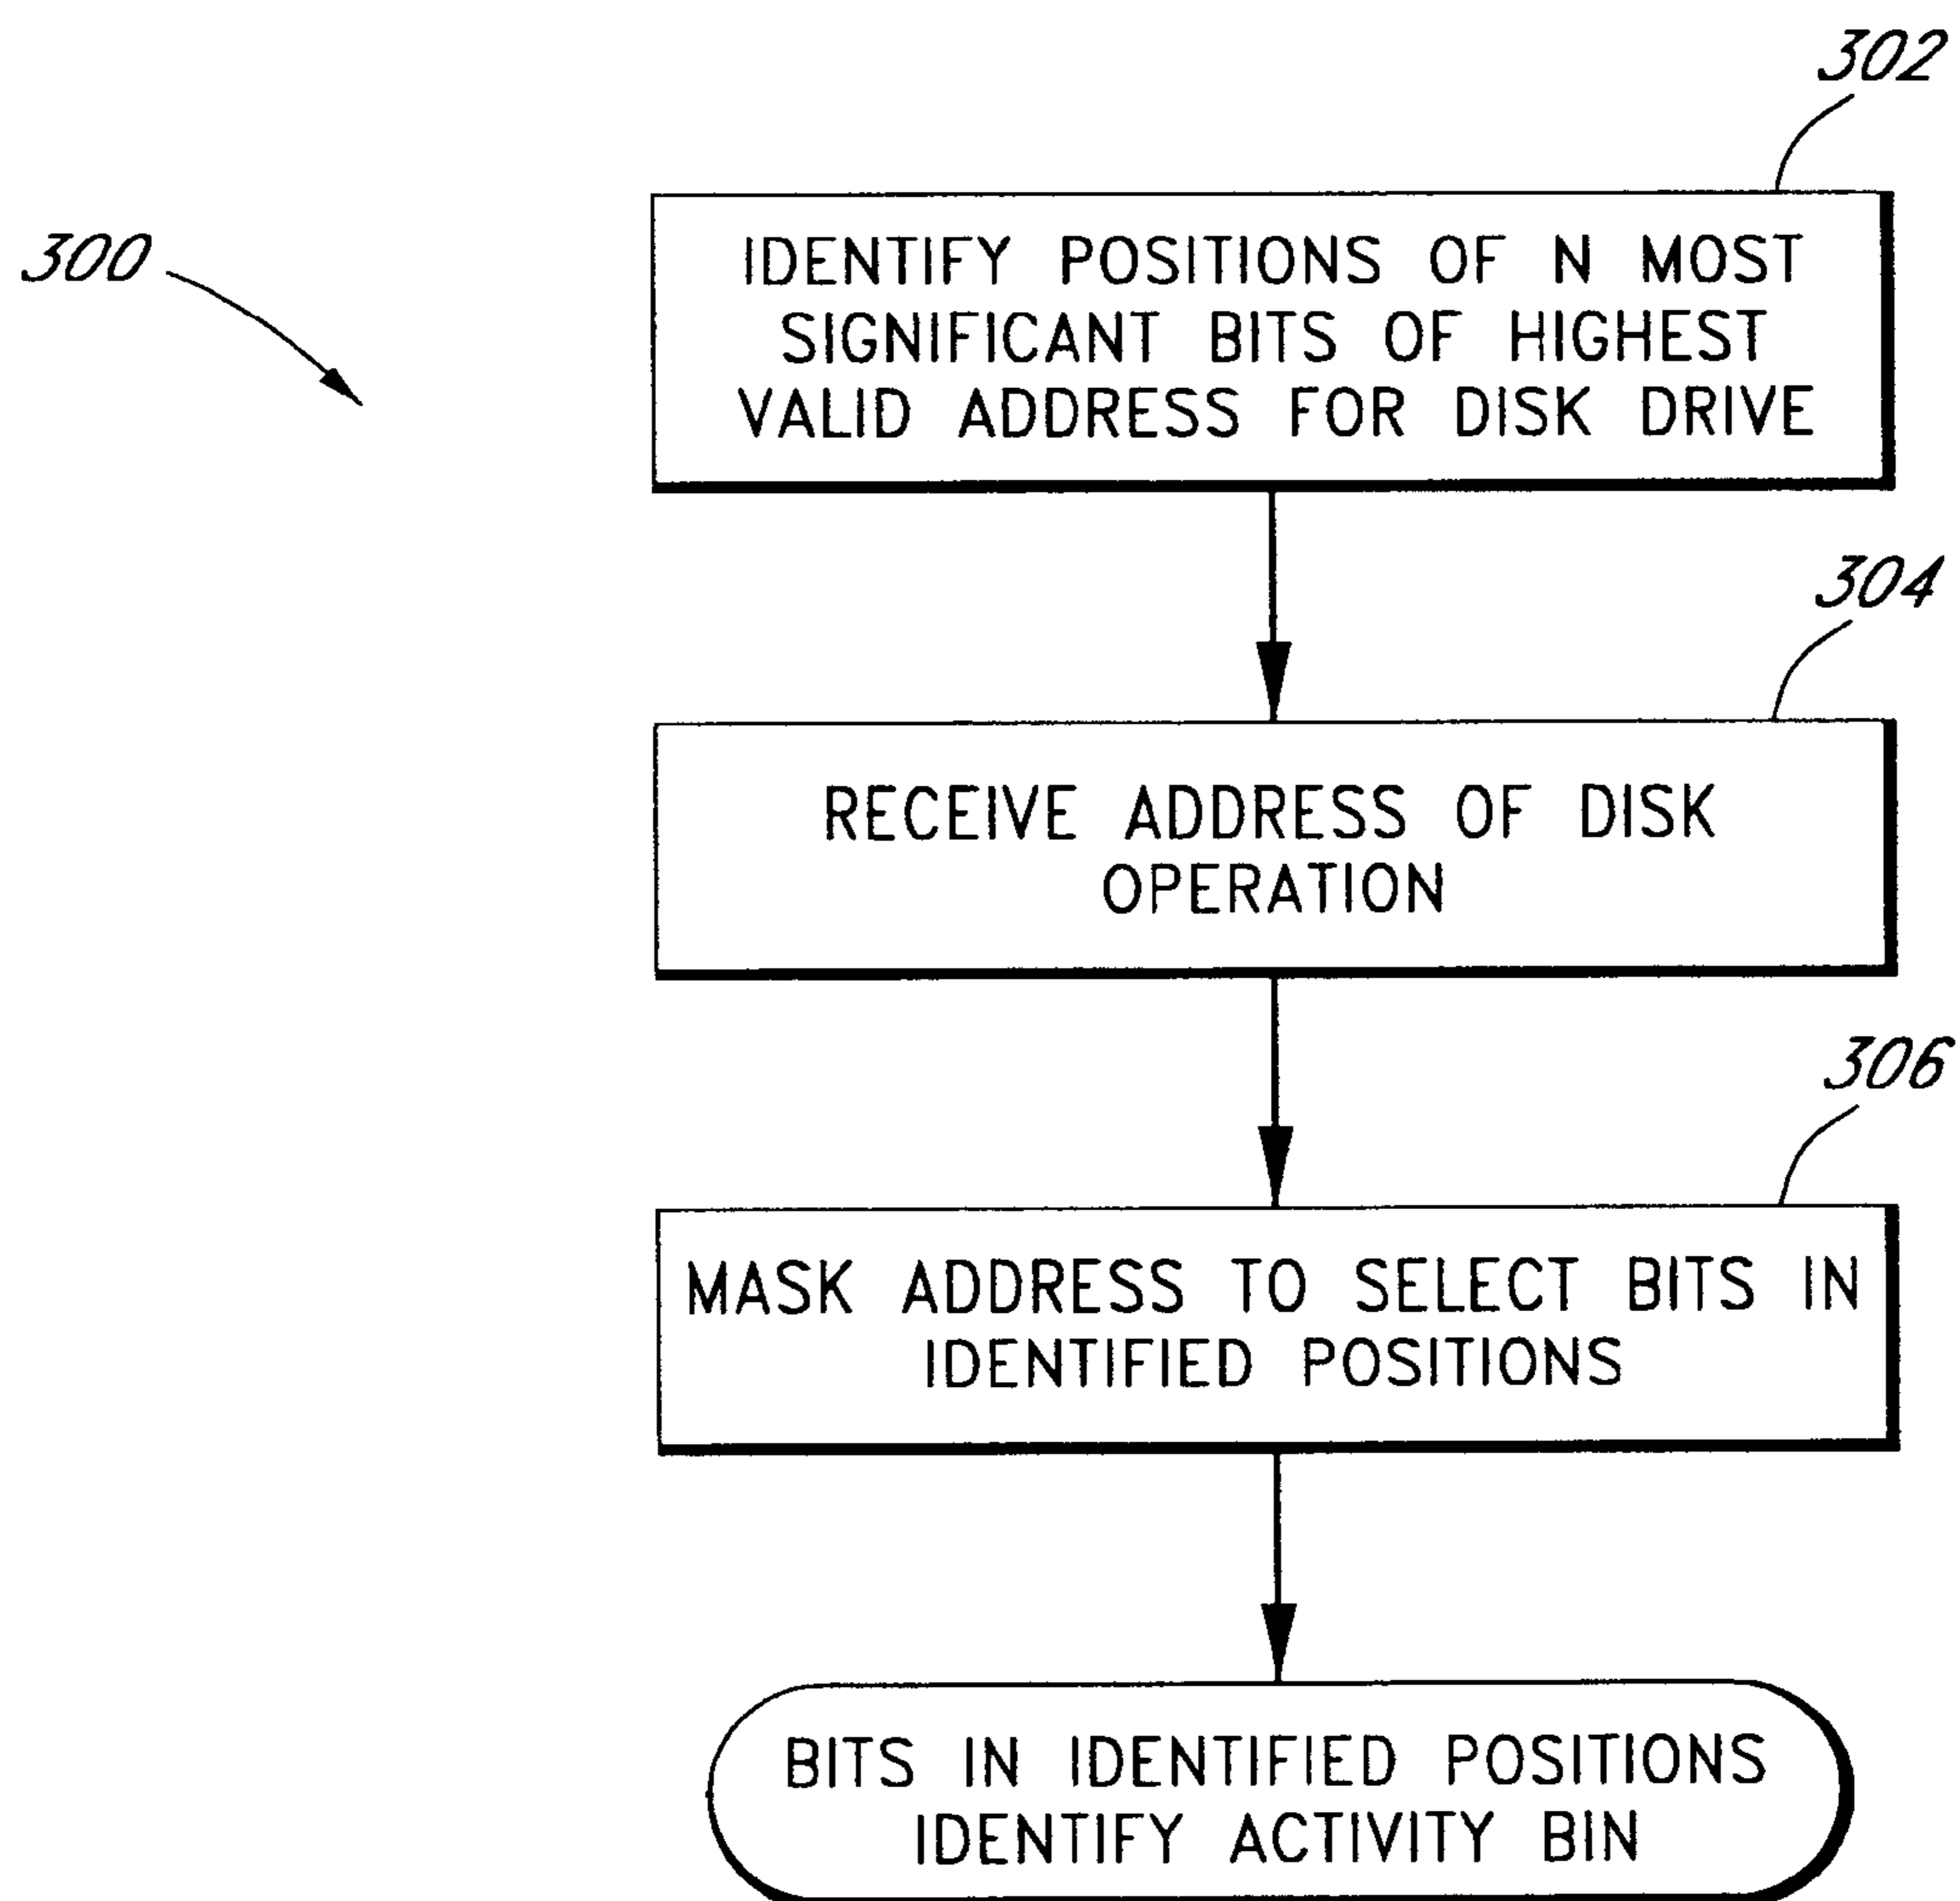 302
300
IDENTIFY POSITIONS OF N MOST
SIGNIFICANT BITS OF HIGHEST
VALID ADDRESS FOR DISK DRIVE
304
RECEIVE ADDRESS OF DISK
OPERATION
306
MASK ADDRESS TO SELECT BITS IN
IDENTIFIED POSITIONS
BITS IN IDENTIFIED POSITIONS
IDENTIFY ACTIVITY BIN